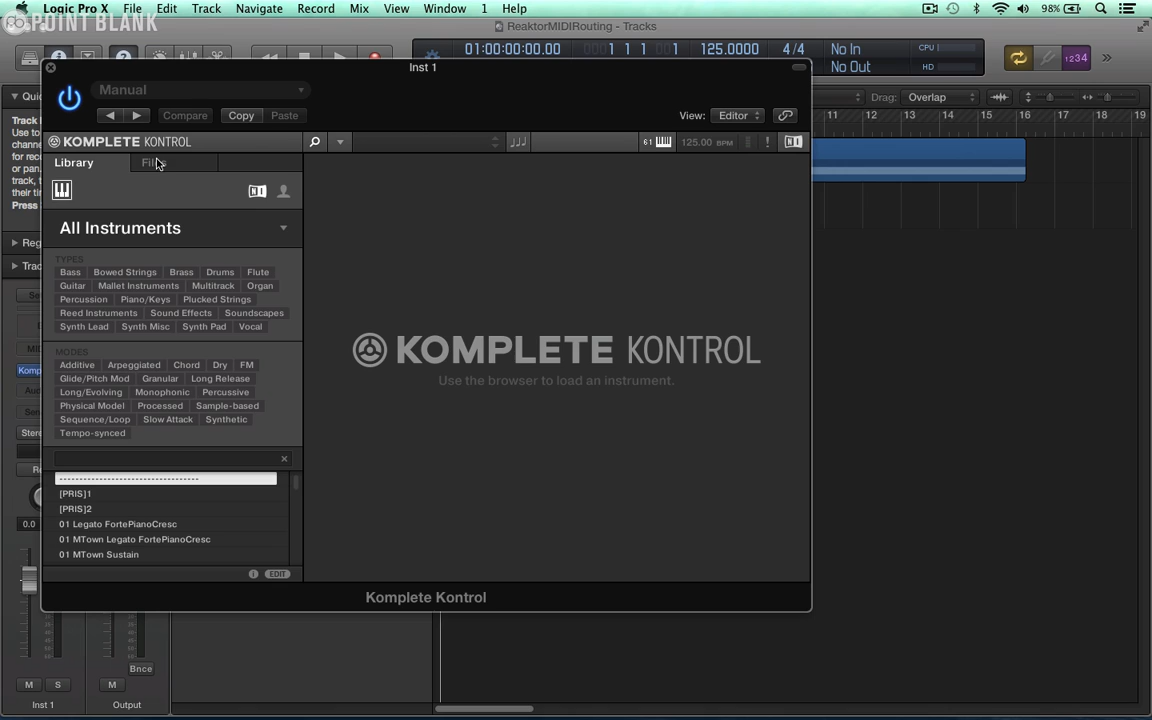 Logic Pro X File Edit Track Navigate Record Mix View Window 1 Help 98%
POINT BLANK
ReaktorMIDIRouting - Tracks
01:00:00:00.00 001 1 1 1 125.0000 4/4 No In CPU
No Out HD
1234
Inst 1
Manual
Compare Copy Paste View: Editor
Drag: Overlap
11 12 13 14 15 16 17 18 19
KOMPLETE KONTROL
61 125.00 BPM
Library Files
All Instruments
TYPES
Bass Bowed Strings Brass Drums Flute
Guitar Mallet Instruments Multitrack Organ
Percussion Piano/Keys Plucked Strings
Reed Instruments Sound Effects Soundscapes
Synth Lead Synth Misc Synth Pad Vocal
MODES
Additive Arpeggiated Chord Dry FM
Glide/Pitch Mod Granular Long Release
Long/Evolving Monophonic Percussive
Physical Model Processed Sample-based
Sequence/Loop Slow Attack Synthetic
Tempo-synced
-----------------------------------
[PRIS]1
[PRIS]2
01 Legato FortePianoCresc
01 MTown Legato FortePianoCresc
01 MTown Sustain
EDIT
KOMPLETE KONTROL
Use the browser to load an instrument.
Komplete Kontrol
0.0
Bnce
M S M
Inst 1 Output